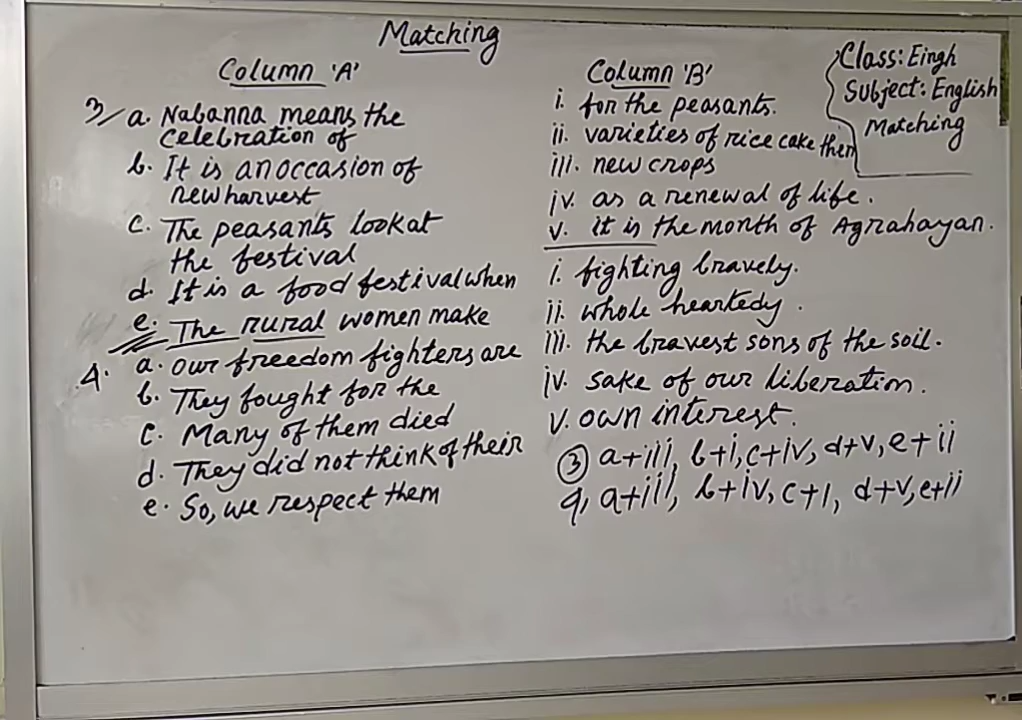 Matching
Column 'A'
3/ a. Nabanna means the
celebration of
b. It is an occasion of
new harvest
c. The peasants look at
the festival
d. It is a food festival when
e. The rural women make
4. a. Our freedom fighters are
b. They fought for the
c. Many of them died
d. They did not think of their
e. So, we respect them
Column 'B'
i. for the peasants.
ii. varieties of rice cake then
iii. new crops
iv. as a renewal of life.
v. it is the month of Agrahayan.
i. fighting bravely.
ii. whole heartedy.
iii. the bravest sons of the soil.
iv. sake of our liberation.
v. own interest.
③ a+iii, b+i, c+iv, d+v, e+ii
4, a+iii, b+iv, c+i, d+v, e+ii
Class: Eingh
Subject: English
Matching